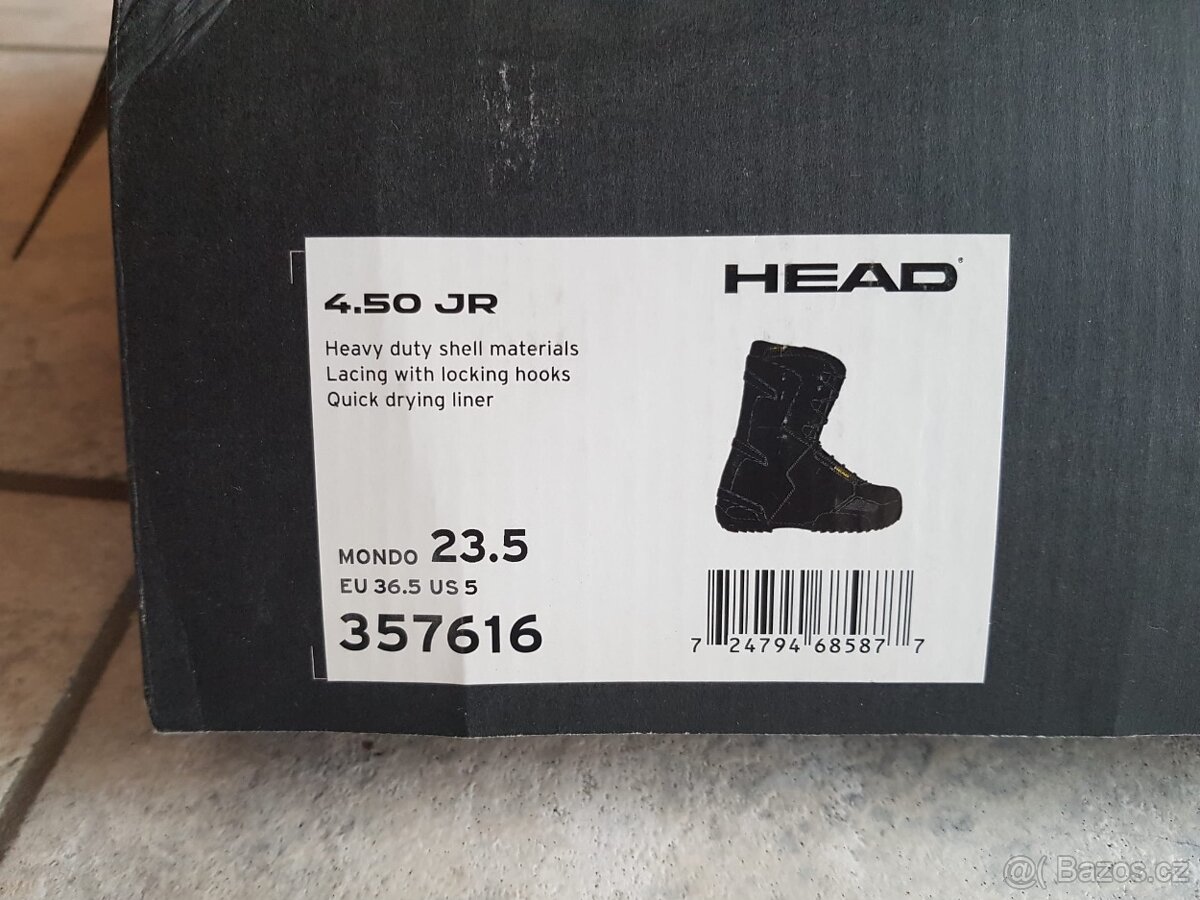 HEAD®
4.50 JR
Heavy duty shell materials
Lacing with locking hooks
Quick drying liner
HEAD
MONDO 23.5
EU 36.5 US 5
357616
7 24794 68587 7
@( Bazos.cz